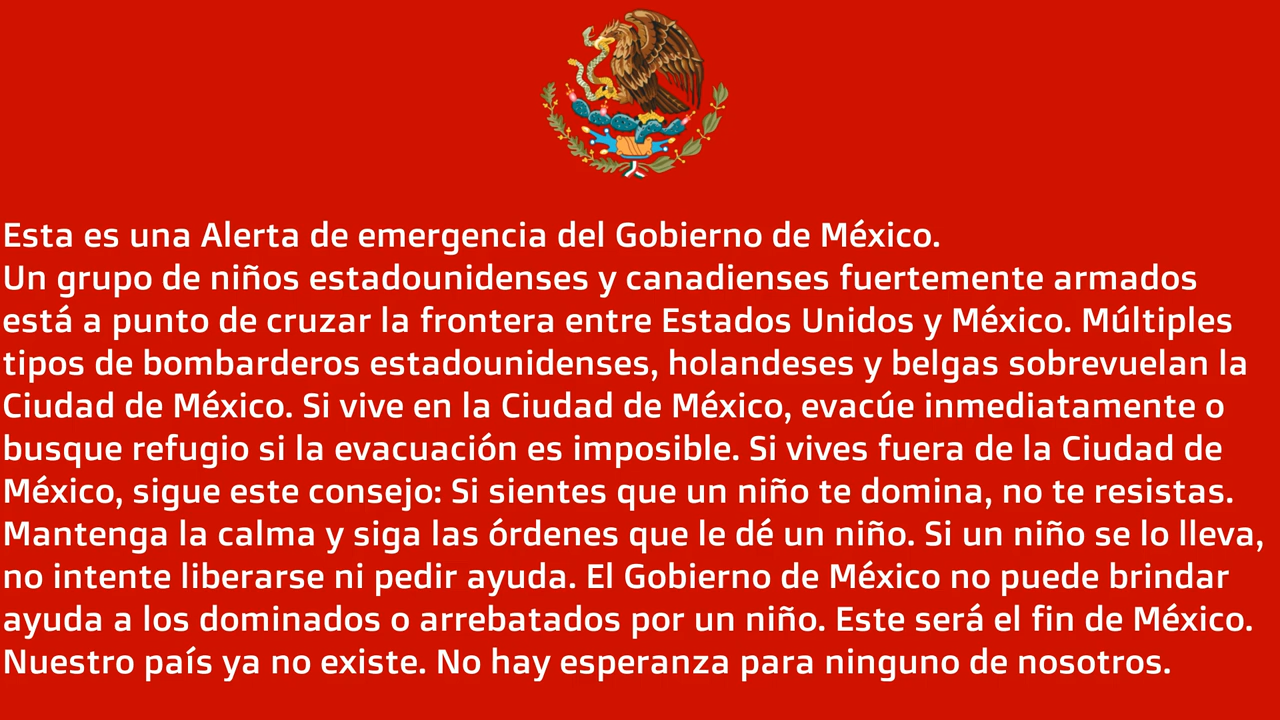 Esta es una Alerta de emergencia del Gobierno de México.
Un grupo de niños estadounidenses y canadienses fuertemente armados
está a punto de cruzar la frontera entre Estados Unidos y México. Múltiples
tipos de bombarderos estadounidenses, holandeses y belgas sobrevuelan la
Ciudad de México. Si vive en la Ciudad de México, evacúe inmediatamente o
busque refugio si la evacuación es imposible. Si vives fuera de la Ciudad de
México, sigue este consejo: Si sientes que un niño te domina, no te resistas.
Mantenga la calma y siga las órdenes que le dé un niño. Si un niño se lo lleva,
no intente liberarse ni pedir ayuda. El Gobierno de México no puede brindar
ayuda a los dominados o arrebatados por un niño. Este será el fin de México.
Nuestro país ya no existe. No hay esperanza para ninguno de nosotros.